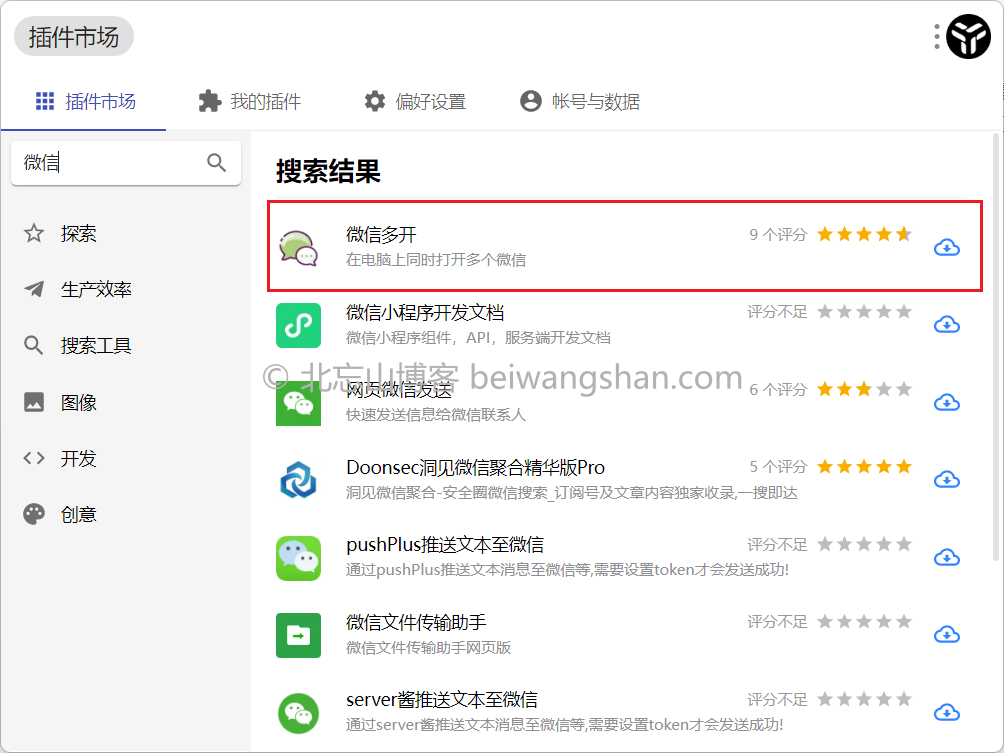 插件市场
插件市场
我的插件
偏好设置
帐号与数据
微信
探索
生产效率
搜索工具
图像
开发
创意
搜索结果
微信多开
9 个评分
在电脑上同时打开多个微信
微信小程序开发文档
评分不足
微信小程序组件，API，服务端开发文档
© 北忘山博客 beiwangshan.com
网页微信发送
6 个评分
快速发送信息给微信联系人
Doonsec洞见微信聚合精华版Pro
5 个评分
洞见微信聚合-安全圈微信搜索_订阅号及文章内容独家收录,一搜即达
pushPlus推送文本至微信
评分不足
通过pushPlus推送文本消息至微信等,需要设置token才会发送成功!
微信文件传输助手
评分不足
微信文件传输助手网页版
server酱推送文本至微信
评分不足
通过server酱推送文本消息至微信等,需要设置token才会发送成功!